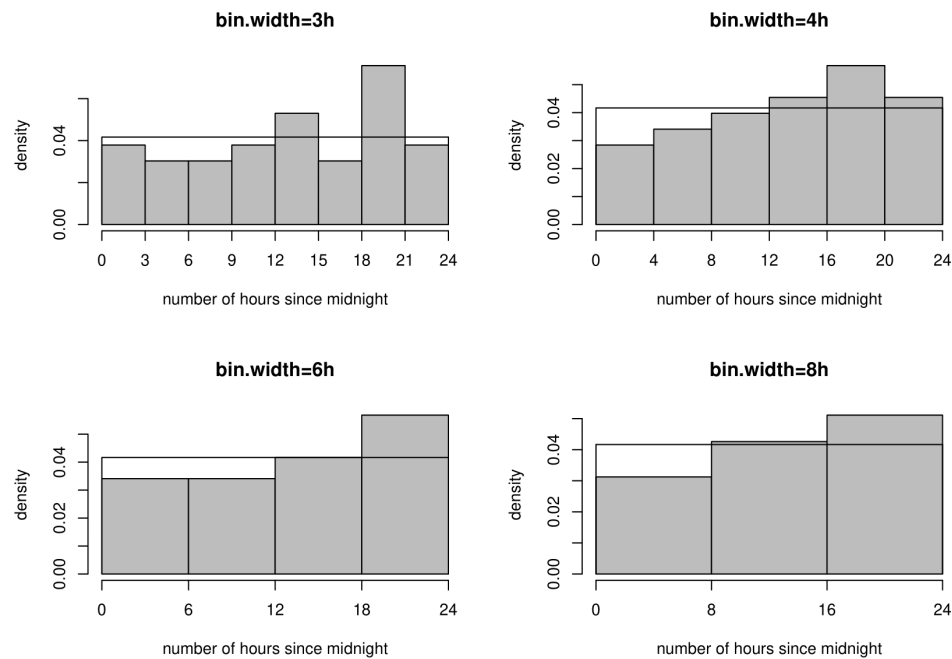 bin.width=3h
density
0.00 0.04
0 3 6 9 12 15 18 21 24
number of hours since midnight
bin.width=4h
density
0.00 0.02 0.04
0 4 8 12 16 20 24
number of hours since midnight
bin.width=6h
density
0.00 0.02 0.04
0 6 12 18 24
number of hours since midnight
bin.width=8h
density
0.00 0.02 0.04
0 8 16 24
number of hours since midnight